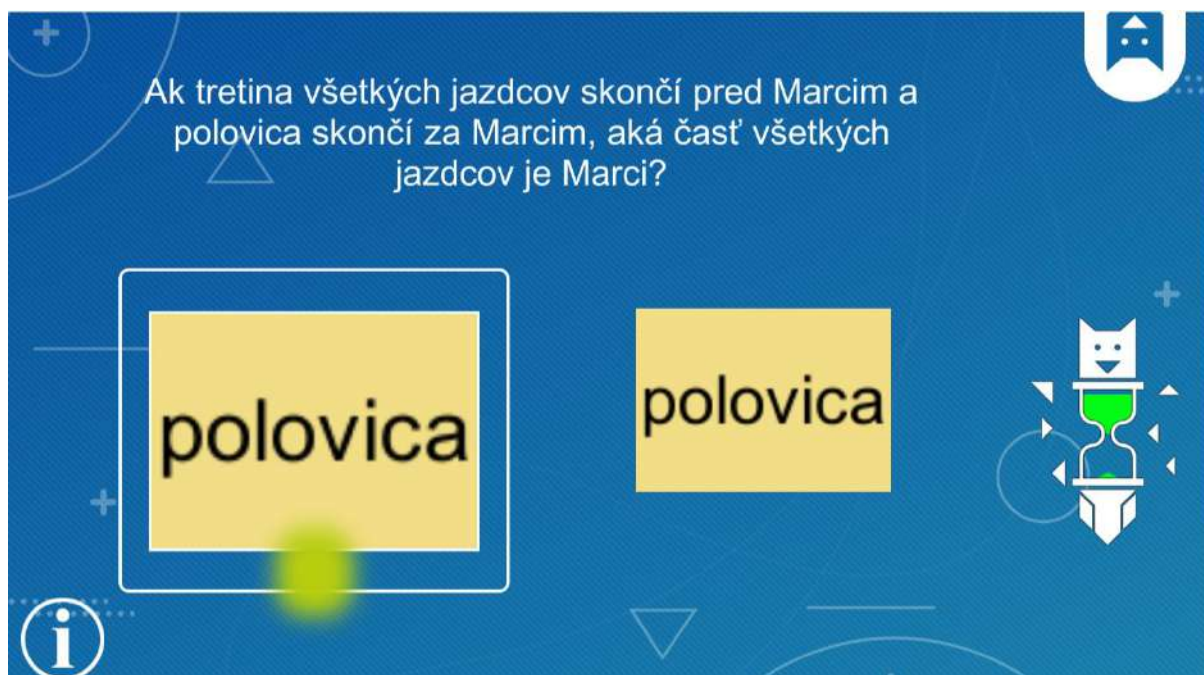 Ak tretina všetkých jazdcov skončí pred Marcim a
polovica skončí za Marcim, aká časť všetkých
jazdcov je Marci?
polovica
polovica
i